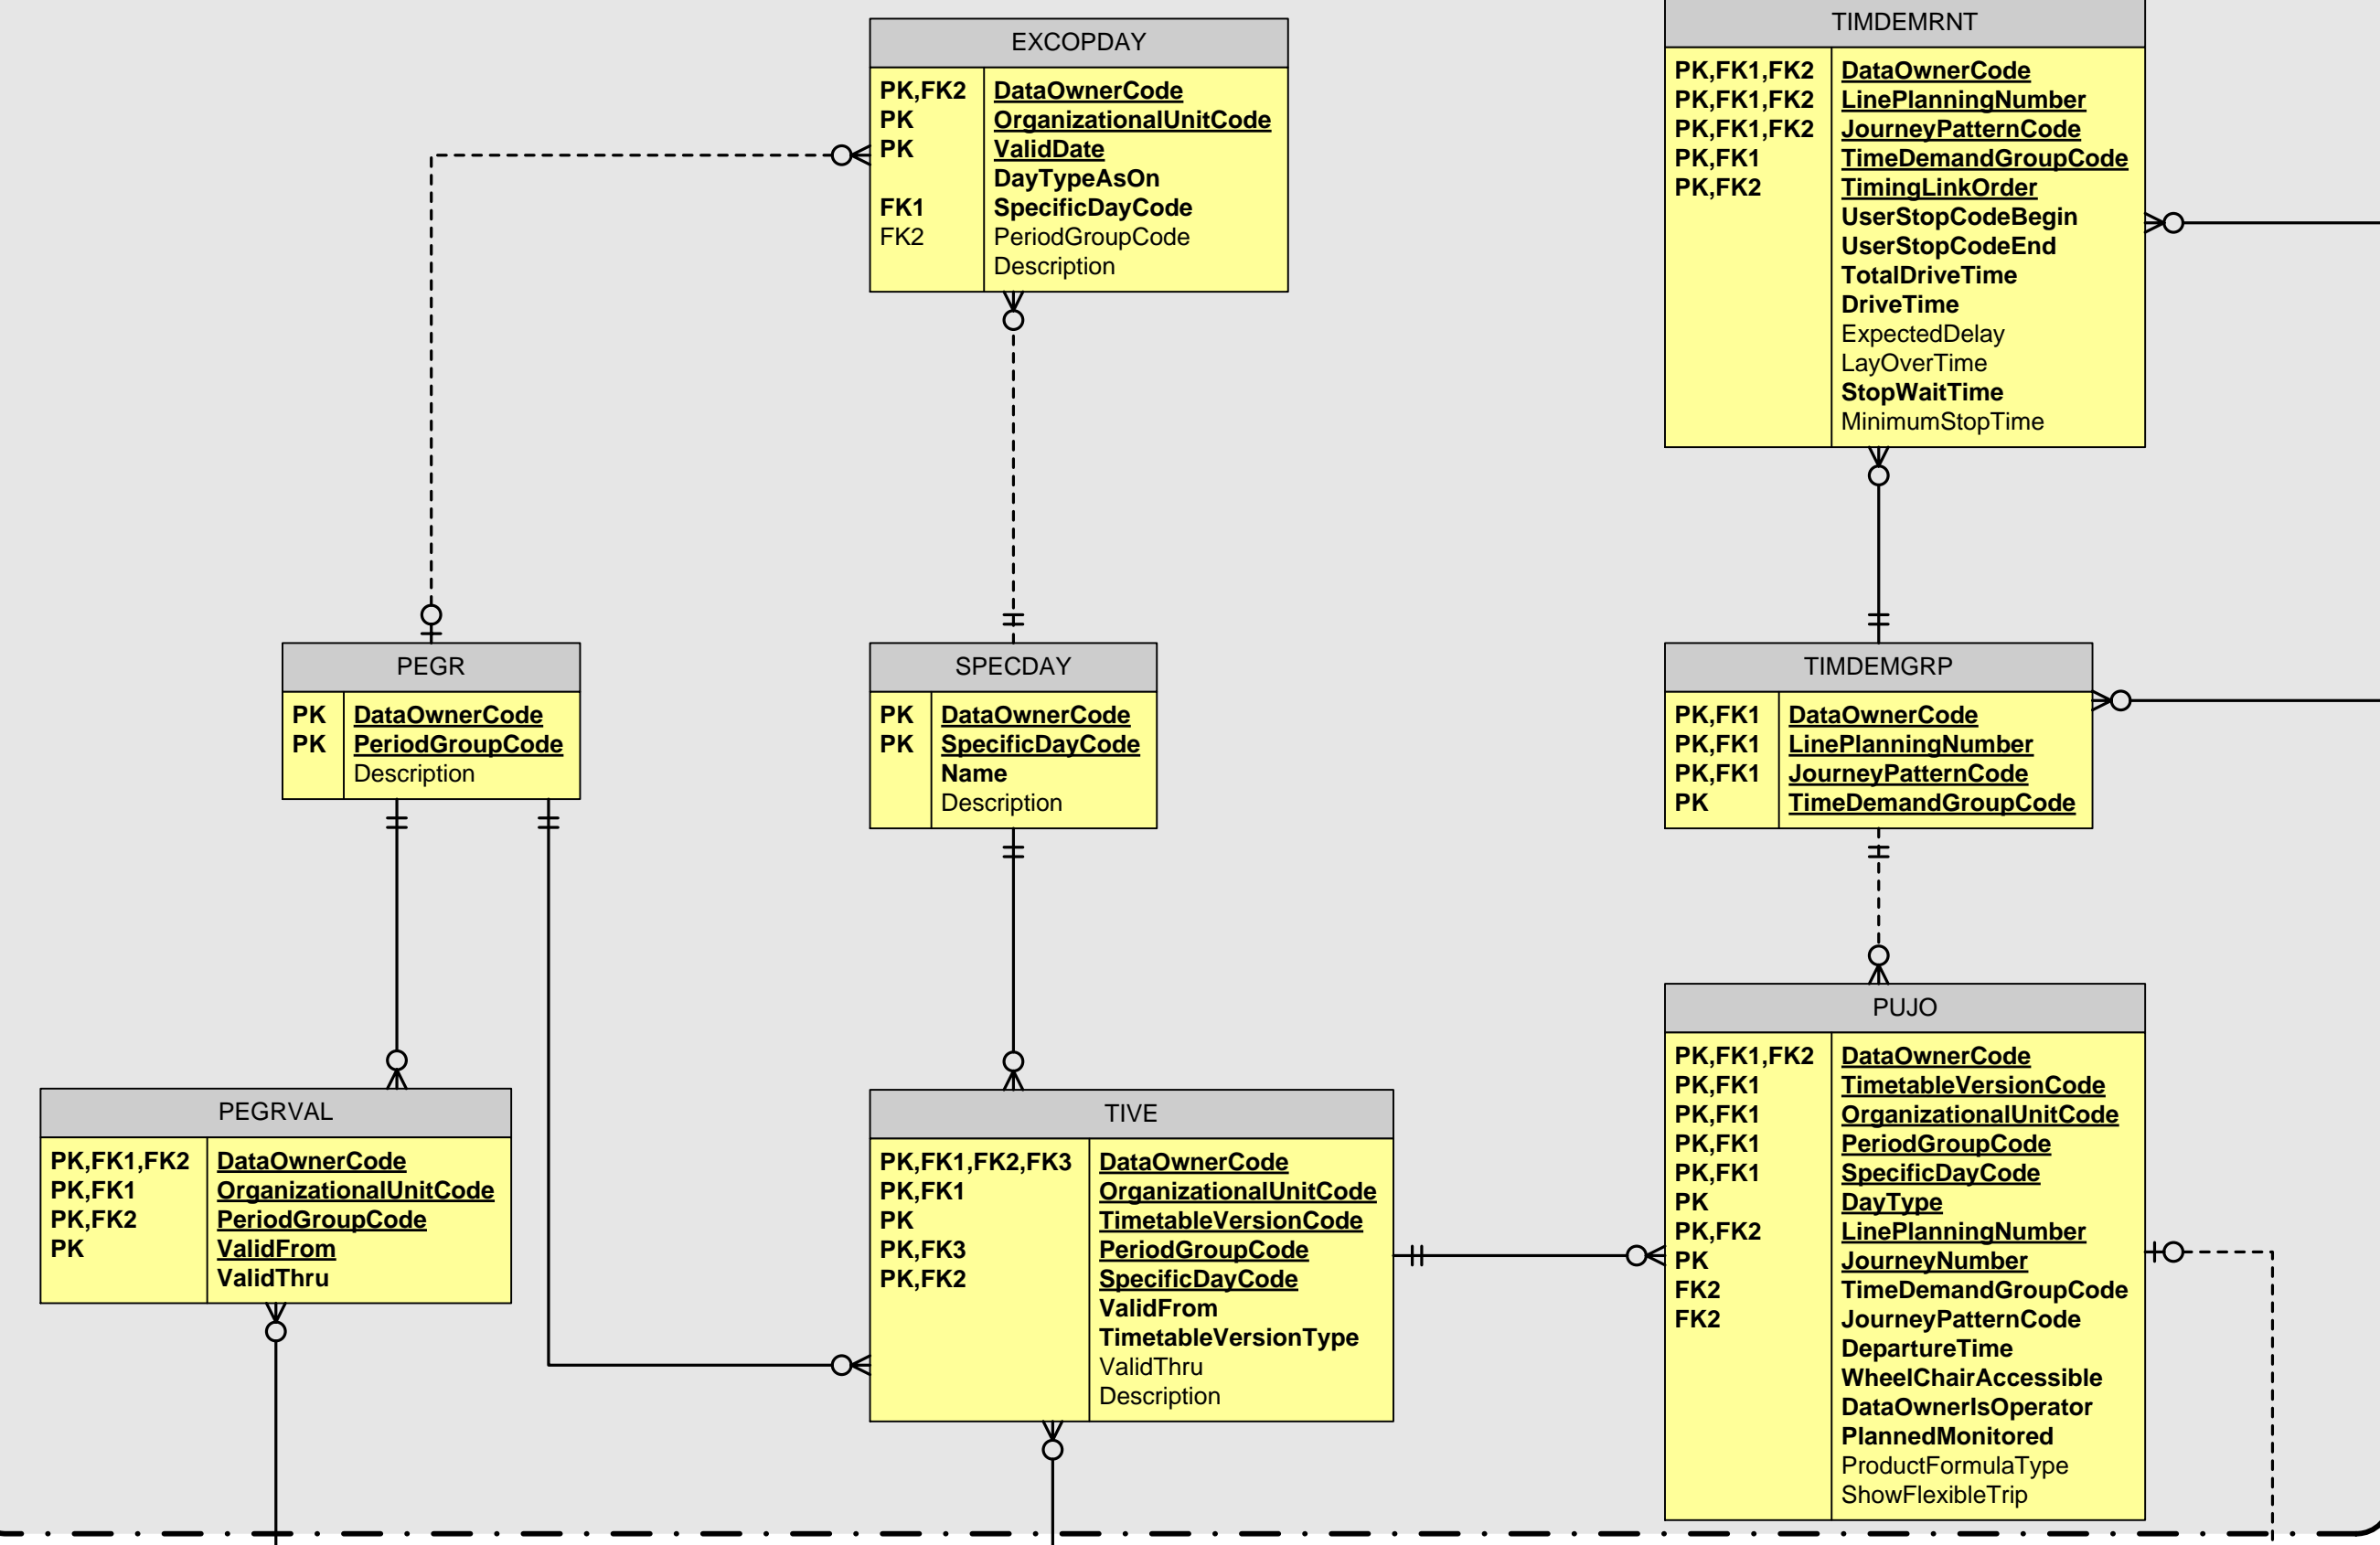 EXCOPDAY
PK,FK2 DataOwnerCode
PK OrganizationalUnitCode
PK ValidDate
DayTypeAsOn
FK1 SpecificDayCode
FK2 PeriodGroupCode
Description
TIMDEMRNT
PK,FK1,FK2 DataOwnerCode
PK,FK1,FK2 LinePlanningNumber
PK,FK1,FK2 JourneyPatternCode
PK,FK1 TimeDemandGroupCode
PK,FK2 TimingLinkOrder
UserStopCodeBegin
UserStopCodeEnd
TotalDriveTime
DriveTime
ExpectedDelay
LayOverTime
StopWaitTime
MinimumStopTime
PEGR
PK DataOwnerCode
PK PeriodGroupCode
Description
SPECDAY
PK DataOwnerCode
PK SpecificDayCode
Name
Description
TIMDEMGRP
PK,FK1 DataOwnerCode
PK,FK1 LinePlanningNumber
PK,FK1 JourneyPatternCode
PK TimeDemandGroupCode
PEGRVAL
PK,FK1,FK2 DataOwnerCode
PK,FK1 OrganizationalUnitCode
PK,FK2 PeriodGroupCode
PK ValidFrom
ValidThru
TIVE
PK,FK1,FK2,FK3 DataOwnerCode
PK,FK1 OrganizationalUnitCode
PK TimetableVersionCode
PK,FK3 PeriodGroupCode
PK,FK2 SpecificDayCode
ValidFrom
TimetableVersionType
ValidThru
Description
PUJO
PK,FK1,FK2 DataOwnerCode
PK,FK1 TimetableVersionCode
PK,FK1 OrganizationalUnitCode
PK,FK1 PeriodGroupCode
PK,FK1 SpecificDayCode
PK DayType
PK,FK2 LinePlanningNumber
PK JourneyNumber
FK2 TimeDemandGroupCode
FK2 JourneyPatternCode
DepartureTime
WheelChairAccessible
DataOwnerIsOperator
PlannedMonitored
ProductFormulaType
ShowFlexibleTrip